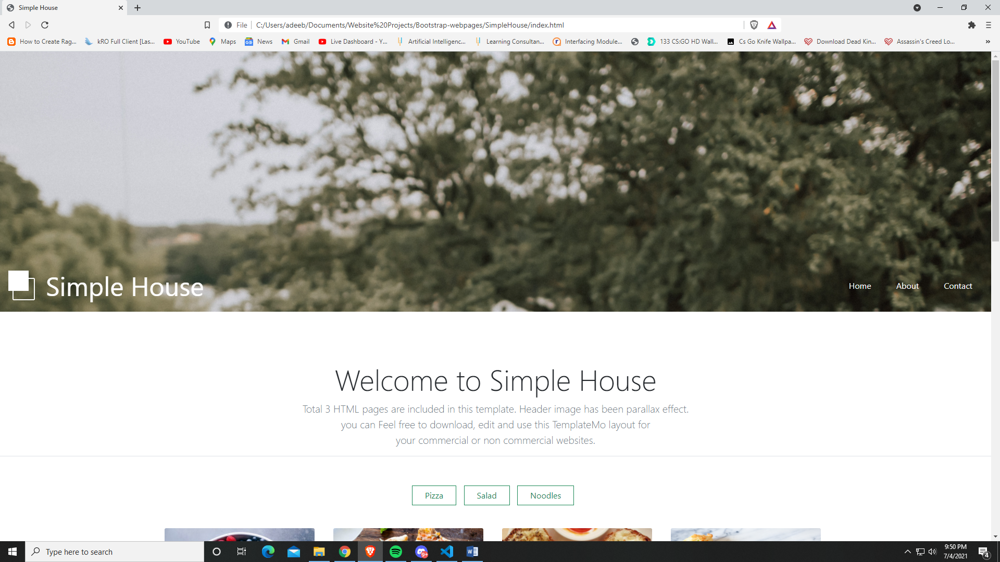 Simple House
File
C:/Users/adeeb/Documents/Website%20Projects/Bootstrap-webpages/SimpleHouse/index.html
How to Create Rag...
kRO Full Client [Las...
YouTube
Maps
News
Gmail
Live Dashboard - Y...
Artificial Intelligenc...
Learning Consultan...
Interfacing Module...
133 CS:GO HD Wall...
Cs Go Knife Wallpa...
Download Dead Kin...
Assassin's Creed Lo...
»
Simple House
Home
About
Contact
Welcome to Simple House
Total 3 HTML pages are included in this template. Header image has been parallax effect.
you can Feel free to download, edit and use this TemplateMo layout for
your commercial or non commercial websites.
Pizza
Salad
Noodles
Type here to search
9+
9:50 PM
7/4/2021
4